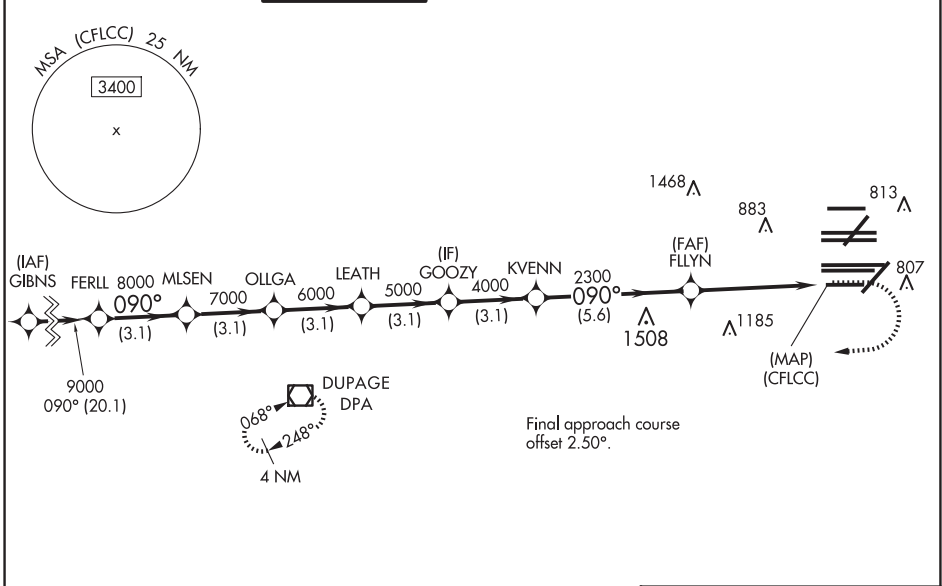 MSA (CFLCC) 25 NM
3400
x
1468
813
883
807
(IAF)
GIBNS
FERLL
8000
090°
(3.1)
MLSEN
7000
(3.1)
OLLGA
6000
(3.1)
LEATH
5000
(3.1)
(IF)
GOOZY
4000
(3.1)
KVENN
2300
090°
(5.6)
(FAF)
FLLYN
1508
1185
(MAP)
(CFLCC)
9000
090° (20.1)
DUPAGE
DPA
068°
248°
4 NM
Final approach course
offset 2.50°.